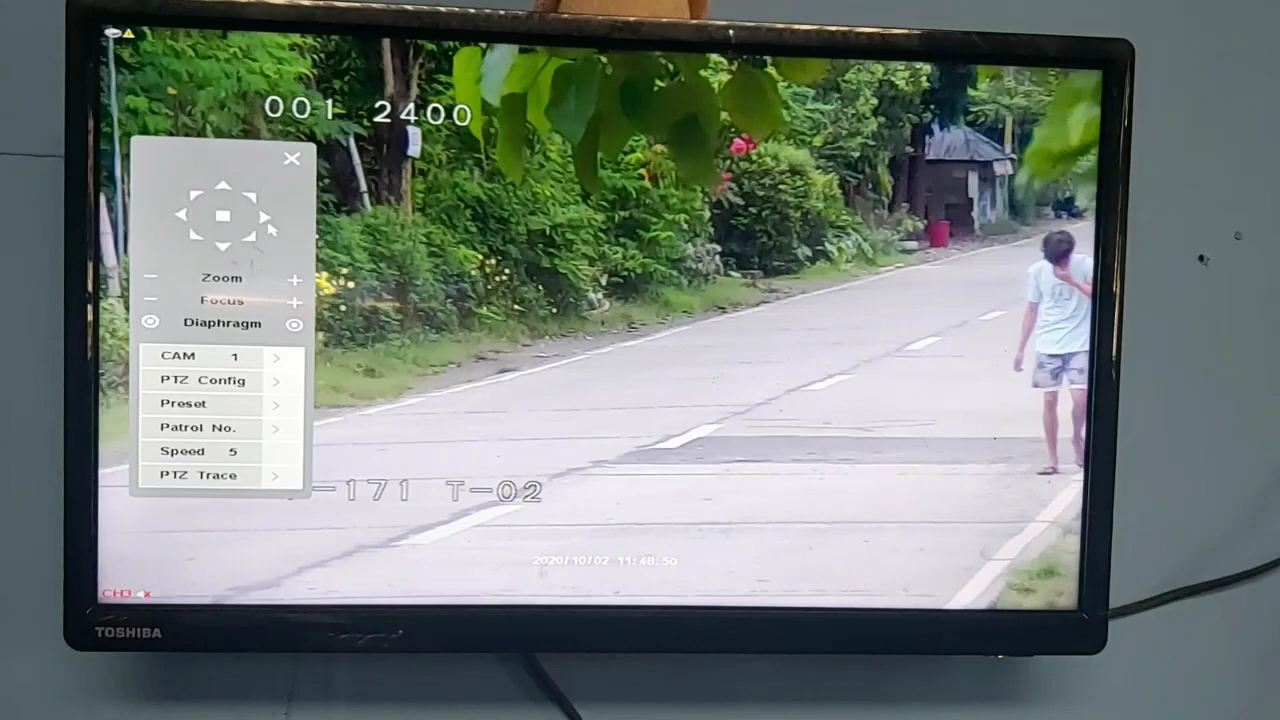 001 2400
Zoom
Focus
Diaphragm
CAM 1
PTZ Config
Preset
Patrol No.
Speed 5
PTZ Trace
-171 T-02
2020/10/02 11:48:50
CH3
TOSHIBA